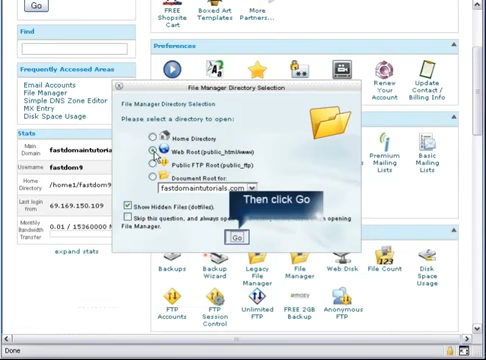 Go
FREE
Shopsite
Cart
Boxed Art
Templates
More
Partners...
Find
Preferences
Frequently Accessed Areas
Email Accounts
File Manager
Simple DNS Zone Editor
MX Entry
Disk Usage
Renew
Your
Account
Update
Contact /
Billing Info
File Manager Directory Selection
File Manager Directory Selection
Please select a directory to open:
Home Directory
Web Root (public_html/www)
Public FTP Root (public_ftp)
Document Root for:
fastdomaintutorials.com
Show Hidden Files (dotfiles).
Skip this question, and always open
opening
File Manager.
Then click Go
Go
Stats
Main
Domain
fastdomaint
Username
fastdom9
Home
Directory
/home1/fastdom9
Last login
from
69.169.150.109
Monthly
Bandwidth
Transfer
0.01 / 15360000
expand stats
Premium
Mailing
Lists
Basic
Mailing
Lists
Backups
Backup
Wizard
Legacy
File
Manager
File
Manager
Web Disk
File Count
Disk
Space
Usage
FTP
Accounts
FTP
Session
Control
Unlimited
FTP
FREE 2GB
Backup
Anonymous
FTP
Done